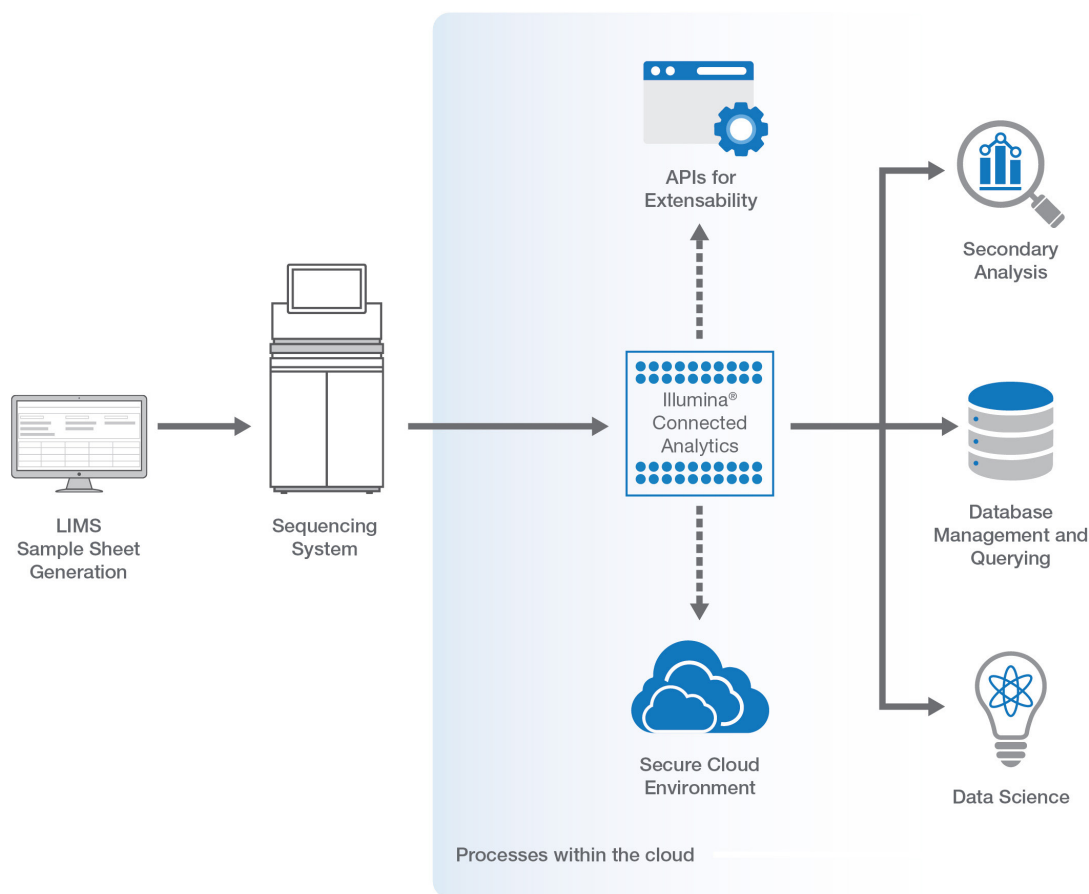 APIs for
Extensability
Secondary
Analysis
Illumina®
Connected
Analytics
LIMS
Sample Sheet
Generation
Sequencing
System
Database
Management and
Querying
Secure Cloud
Environment
Data Science
Processes within the cloud